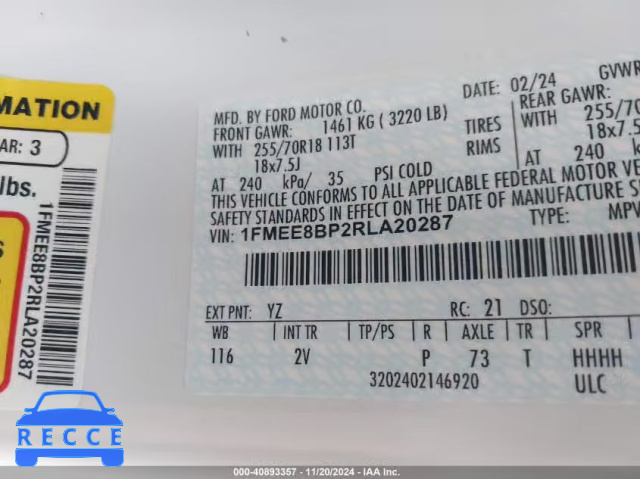 MATION
AR: 3
lbs.
S
1FMEE8BP2RLA20287
MFD. BY FORD MOTOR CO.
DATE: 02/24
GVWR
FRONT GAWR: 1461 KG ( 3220 LB)
REAR GAWR:
WITH 255/70R18 113T
TIRES
255/70
18x7.5J
RIMS
18x7.5
AT 240 kPa/ 35 PSI COLD
AT 240
THIS VEHICLE CONFORMS TO ALL APPLICABLE FEDERAL MOTOR VE
SAFETY STANDARDS IN EFFECT ON THE DATE OF MANUFACTURE S
VIN: 1FMEE8BP2RLA20287
TYPE: MPV
EXT PNT: YZ
RC: 21 DSO:
WB INT TR TP/PS R AXLE TR SPR
116 2V P 73 T HHHH
3202402146920 ULC
RECCE
000-40893357 - 11/20/2024 - IAA Inc.